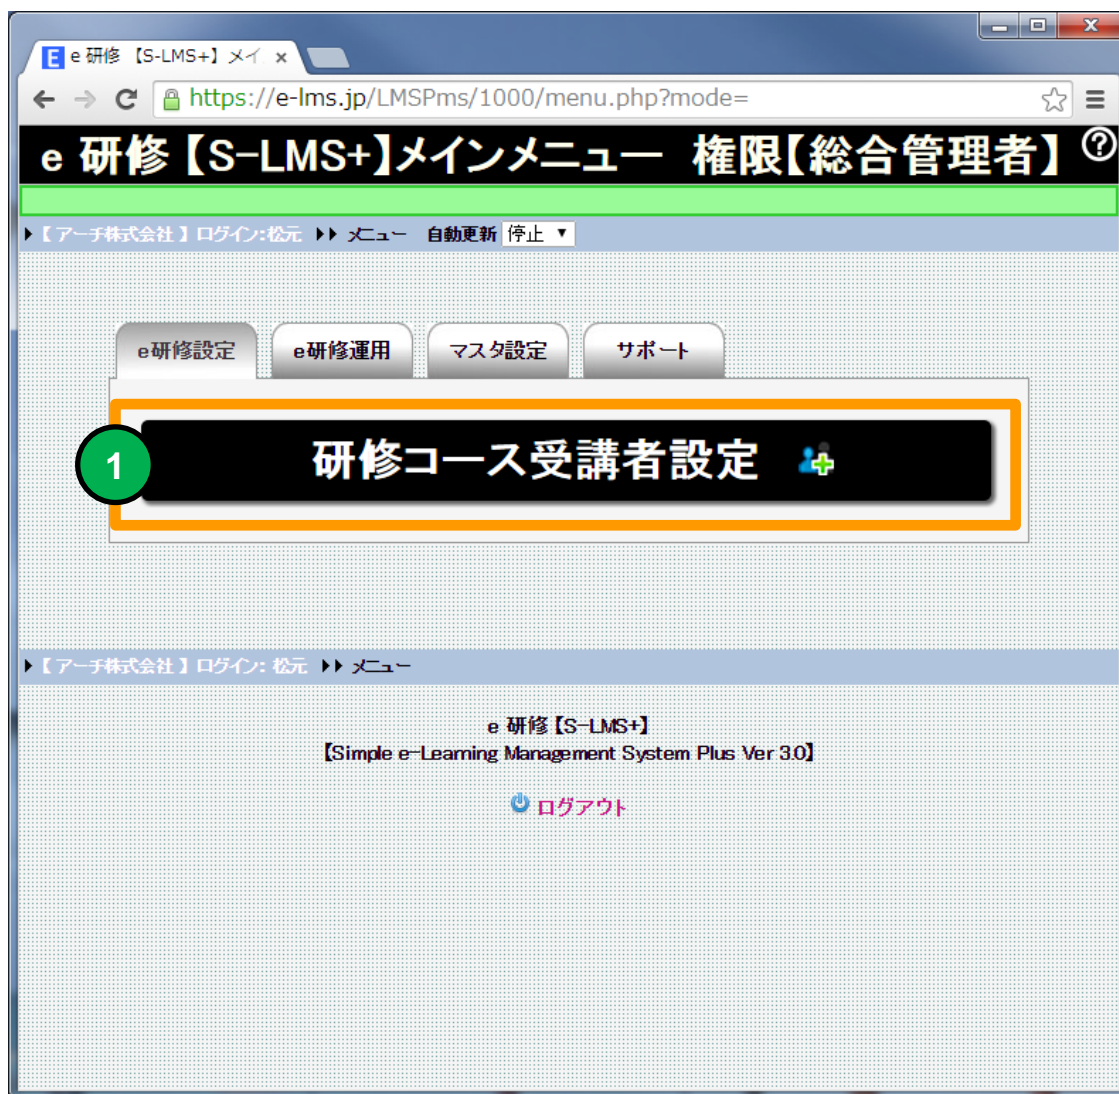 E e 研修 【S-LMS+】メイ
https://e-lms.jp/LMSPms/1000/menu.php?mode=
e 研修【S-LMS+】メインメニュー 権限【総合管理者】 ?
【 アーチ株式会社 】ログイン:松元 メニュー 自動更新 停止
e研修設定 e研修運用 マスタ設定 サポート
1 研修コース受講者設定
【 アーチ株式会社 】ログイン: 松元 メニュー
e 研修【S-LMS+】
【Simple e-Learning Management System Plus Ver 3.0】
ログアウト